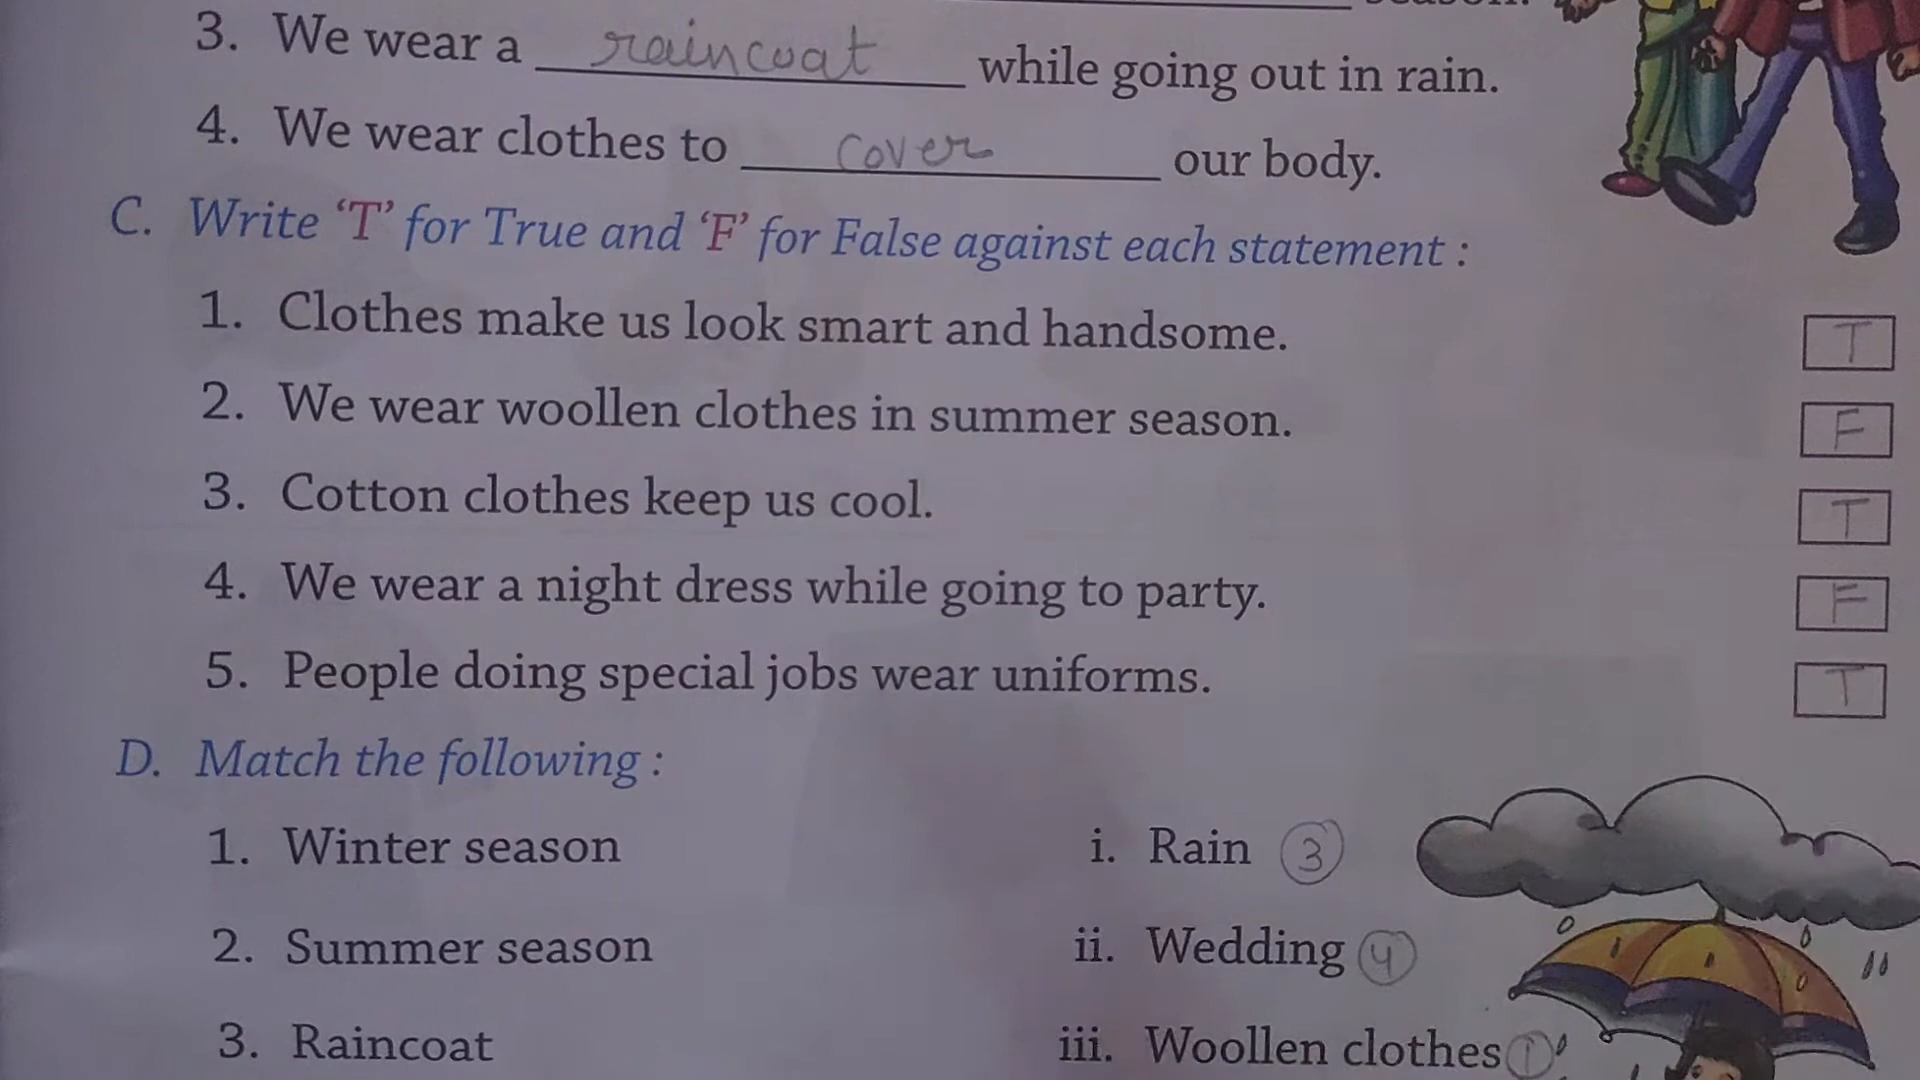 3. We wear a raincoat while going out in rain.
4. We wear clothes to cover our body.
C. Write ‘T’ for True and ‘F’ for False against each statement :
1. Clothes make us look smart and handsome. T
2. We wear woollen clothes in summer season. F
3. Cotton clothes keep us cool. T
4. We wear a night dress while going to party. F
5. People doing special jobs wear uniforms. T
D. Match the following :
1. Winter season i. Rain 3
2. Summer season ii. Wedding 4
3. Raincoat iii. Woollen clothes 1